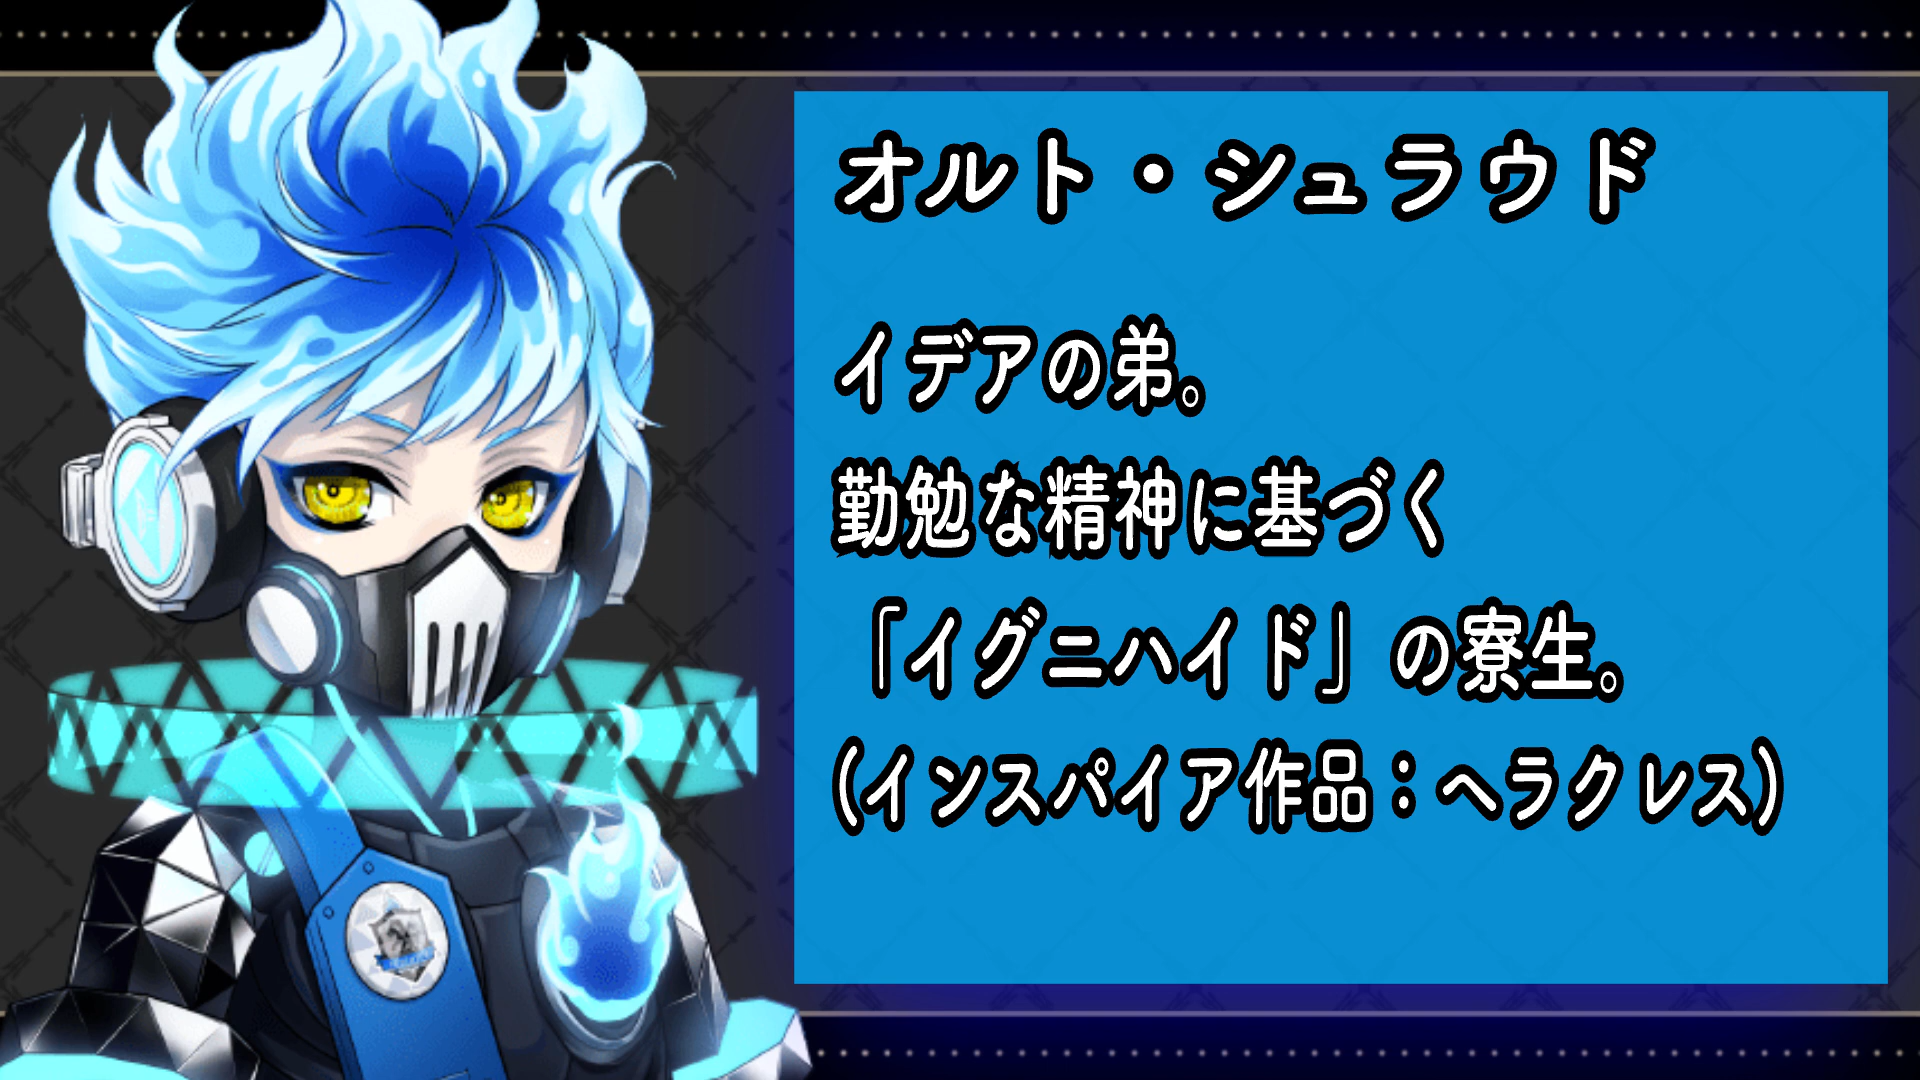 オルト・シュラウド
イデアの弟。
勤勉な精神に基づく
「イグニハイド」の寮生。
(インスパイア作品：ヘラクレス)